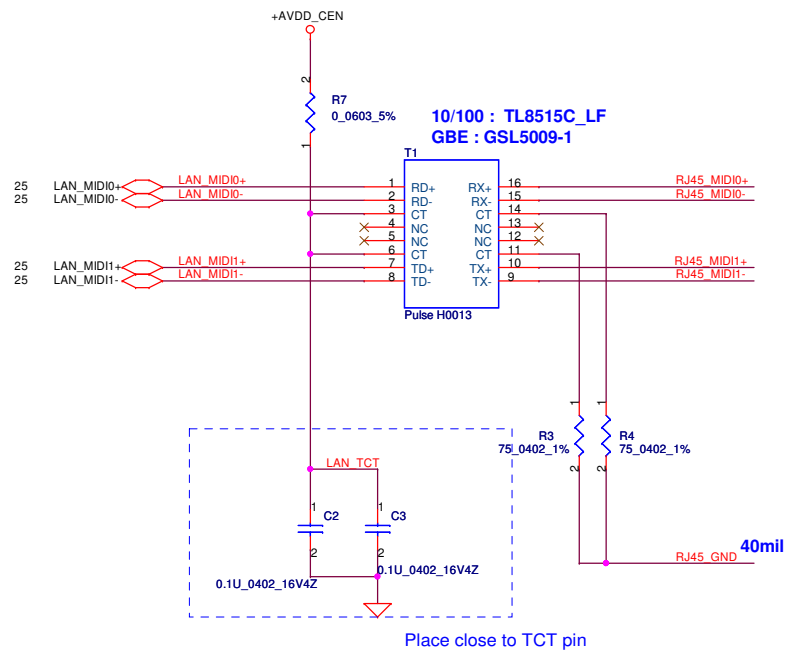 +AVDD_CEN
2
R7
0_0603_5%
1
10/100 : TL8515C_LF
GBE : GSL5009-1
T1
25 LAN_MIDI0+ LAN_MIDI0+ 1 RD+ RX+ 16 RJ45_MIDI0+
25 LAN_MIDI0- LAN_MIDI0- 2 RD- RX- 15 RJ45_MIDI0-
3 CT CT 14
4 NC NC 13
5 NC NC 12
6 CT CT 11
25 LAN_MIDI1+ LAN_MIDI1+ 7 TD+ TX+ 10 RJ45_MIDI1+
25 LAN_MIDI1- LAN_MIDI1- 8 TD- TX- 9 RJ45_MIDI1-
Pulse H0013
1 1
R3 R4
75_0402_1% 75_0402_1%
2 2
LAN_TCT
1 1
C2 C3
2 2
0.1U_0402_16V4Z 0.1U_0402_16V4Z
40mil
RJ45_GND
Place close to TCT pin